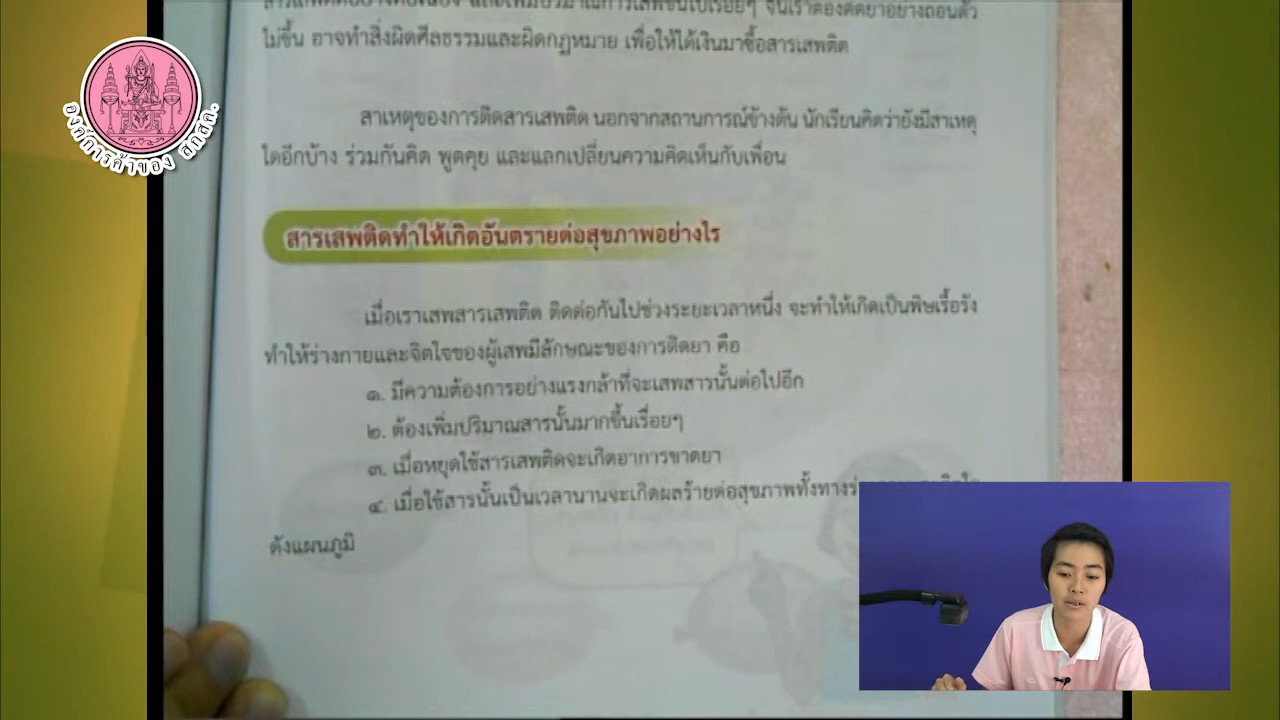 องค์การค้าของ สกสค.
สารเสพติดอย่างต่อเนื่อง และเพิ่มปริมาณการเสพขึ้นไปเรื่อยๆ จนเราต้องติดยาอย่างถอนตัว
ไม่ขึ้น อาจทำสิ่งผิดศีลธรรมและผิดกฎหมาย เพื่อให้ได้เงินมาซื้อสารเสพติด
สาเหตุของการติดสารเสพติด นอกจากสถานการณ์ข้างต้น นักเรียนคิดว่ายังมีสาเหตุ
ใดอีกบ้าง ร่วมกันคิด พูดคุย และแลกเปลี่ยนความคิดเห็นกับเพื่อน
สารเสพติดทำให้เกิดอันตรายต่อสุขภาพอย่างไร
เมื่อเราเสพสารเสพติด ติดต่อกันไปช่วงระยะเวลาหนึ่ง จะทำให้เกิดเป็นพิษเรื้อรัง
ทำให้ร่างกายและจิตใจของผู้เสพมีลักษณะของการติดยา คือ
๑. มีความต้องการอย่างแรงกล้าที่จะเสพสารนั้นต่อไปอีก
๒. ต้องเพิ่มปริมาณสารนั้นมากขึ้นเรื่อยๆ
๓. เมื่อหยุดใช้สารเสพติดจะเกิดอาการขาดยา
๔. เมื่อใช้สารนั้นเป็นเวลานานจะเกิดผลร้ายต่อสุขภาพทั้งทาง
ดังแผนภูมิ